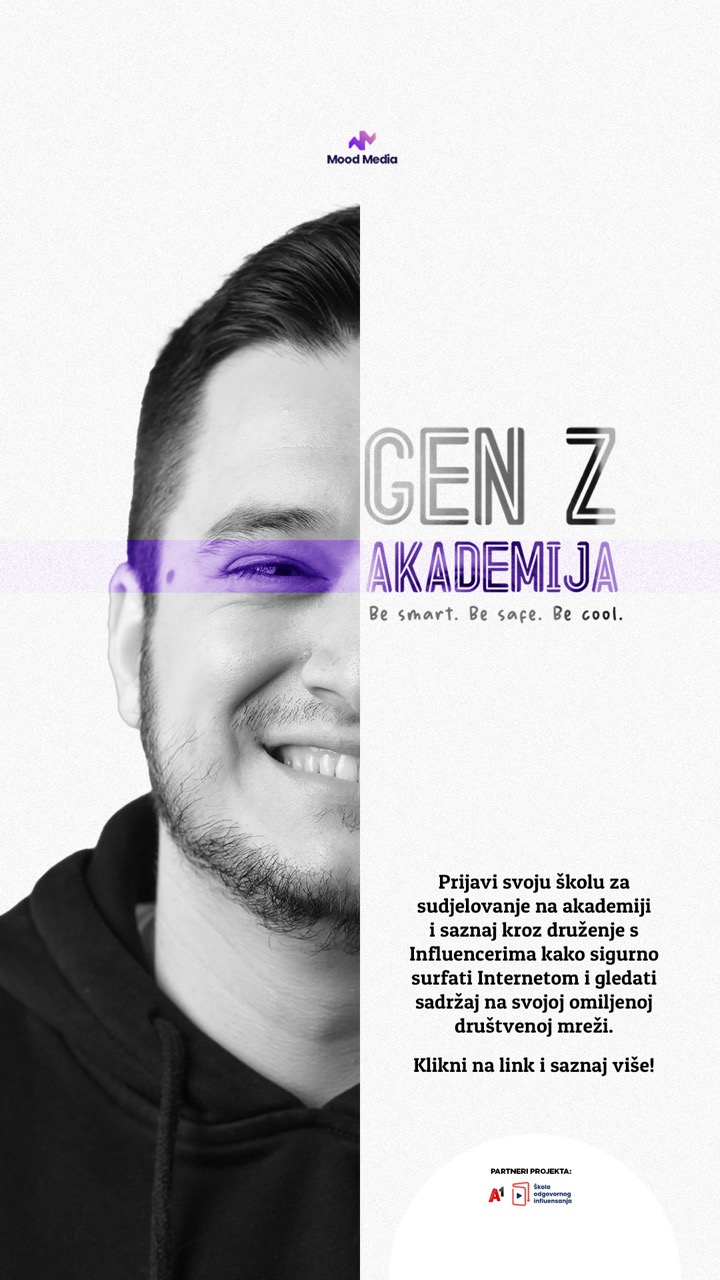 Mood Media
GEN Z
AKADEMIJA
Be smart. Be safe. Be cool.
Prijavi svoju školu za
sudjelovanje na akademiji
i saznaj kroz druženje s
Influencerima kako sigurno
surfati Internetom i gledati
sadržaj na svojoj omiljenoj
društvenoj mreži.
Klikni na link i saznaj više!
PARTNERI PROJEKTA:
A1
Škola
odgovornog
influensanja